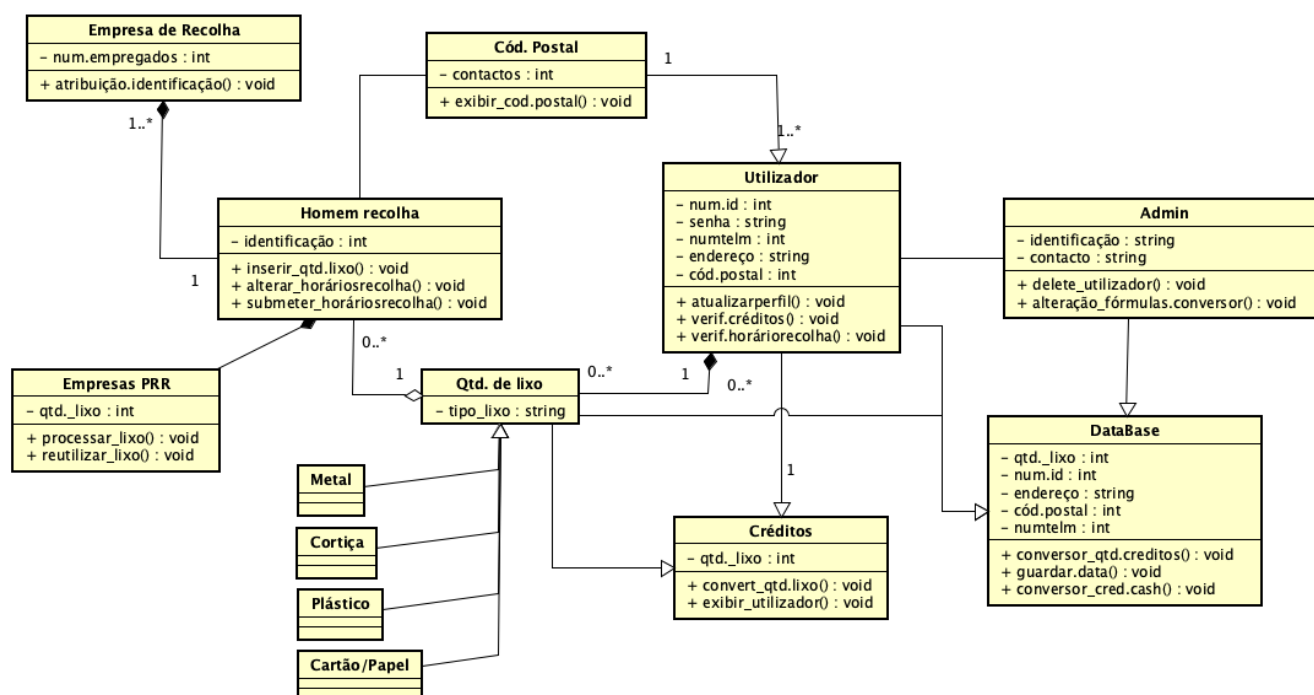 Empresa de Recolha
– num.empregados : int
+ atribuição.identificação() : void
1..*
1
Cód. Postal
– contactos : int
+ exibir_cod.postal() : void
1
1..*
Homem recolha
– identificação : int
+ inserir_qtd.lixo() : void
+ alterar_horáriosrecolha() : void
+ submeter_horáriosrecolha() : void
0..*
1
Utilizador
– num.id : int
– senha : string
– numtelm : int
– endereço : string
– cód.postal : int
+ atualizarperfil() : void
+ verif.créditos() : void
+ verif.horáriorecolha() : void
0..*
1
0..*
1
Admin
– identificação : string
– contacto : string
+ delete_utilizador() : void
+ alteração_fórmulas.conversor() : void
Empresas PRR
– qtd._lixo : int
+ processar_lixo() : void
+ reutilizar_lixo() : void
Qtd. de lixo
– tipo_lixo : string
DataBase
– qtd._lixo : int
– num.id : int
– endereço : string
– cód.postal : int
– numtelm : int
+ conversor_qtd.creditos() : void
+ guardar.data() : void
+ conversor_cred.cash() : void
Metal
Cortiça
Plástico
Cartão/Papel
Créditos
– qtd._lixo : int
+ convert_qtd.lixo() : void
+ exibir_utilizador() : void